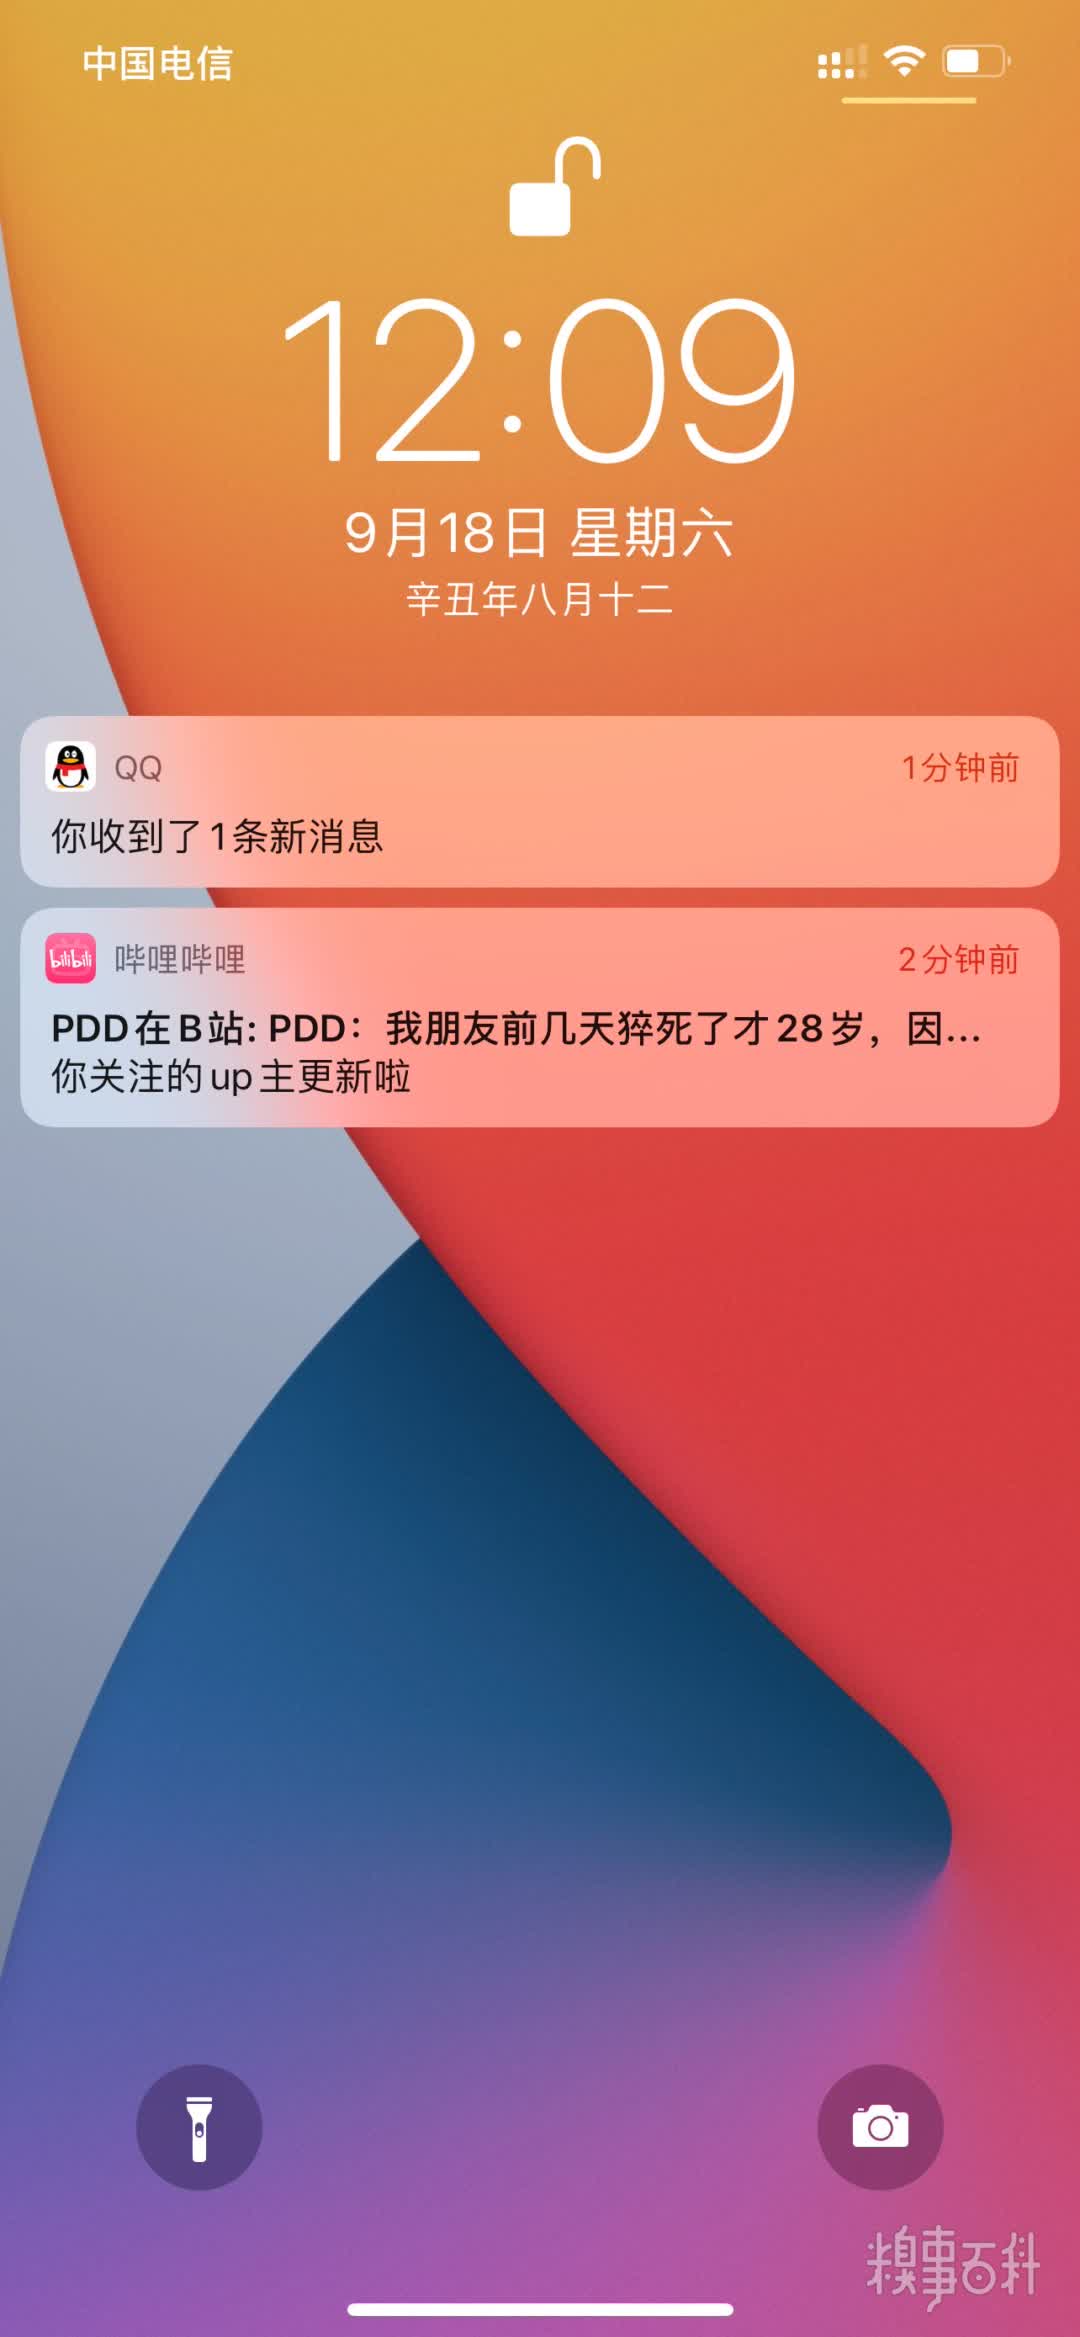 中国电信
12:09
9月18日 星期六
辛丑年八月十二
QQ
1分钟前
你收到了1条新消息
bilibili
哔哩哔哩
2分钟前
PDD在B站: PDD：我朋友前几天猝死了才28岁，因...
你关注的up主更新啦
糗事百科